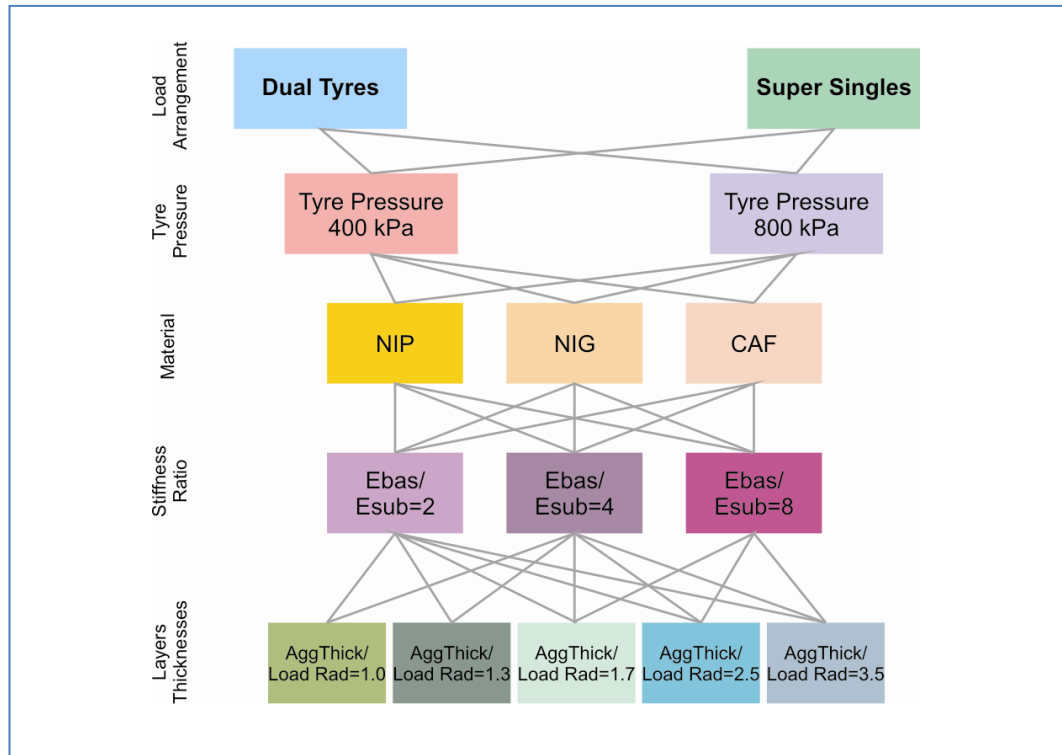 Load
Arrangement
Dual Tyres
Super Singles
Tyre
Pressure
Tyre Pressure
400 kPa
Tyre Pressure
800 kPa
Material
NIP
NIG
CAF
Stiffness
Ratio
Ebas/
Esub=2
Ebas/
Esub=4
Ebas/
Esub=8
Layers
Thicknesses
AggThick/
Load Rad=1.0
AggThick/
Load Rad=1.3
AggThick/
Load Rad=1.7
AggThick/
Load Rad=2.5
AggThick/
Load Rad=3.5